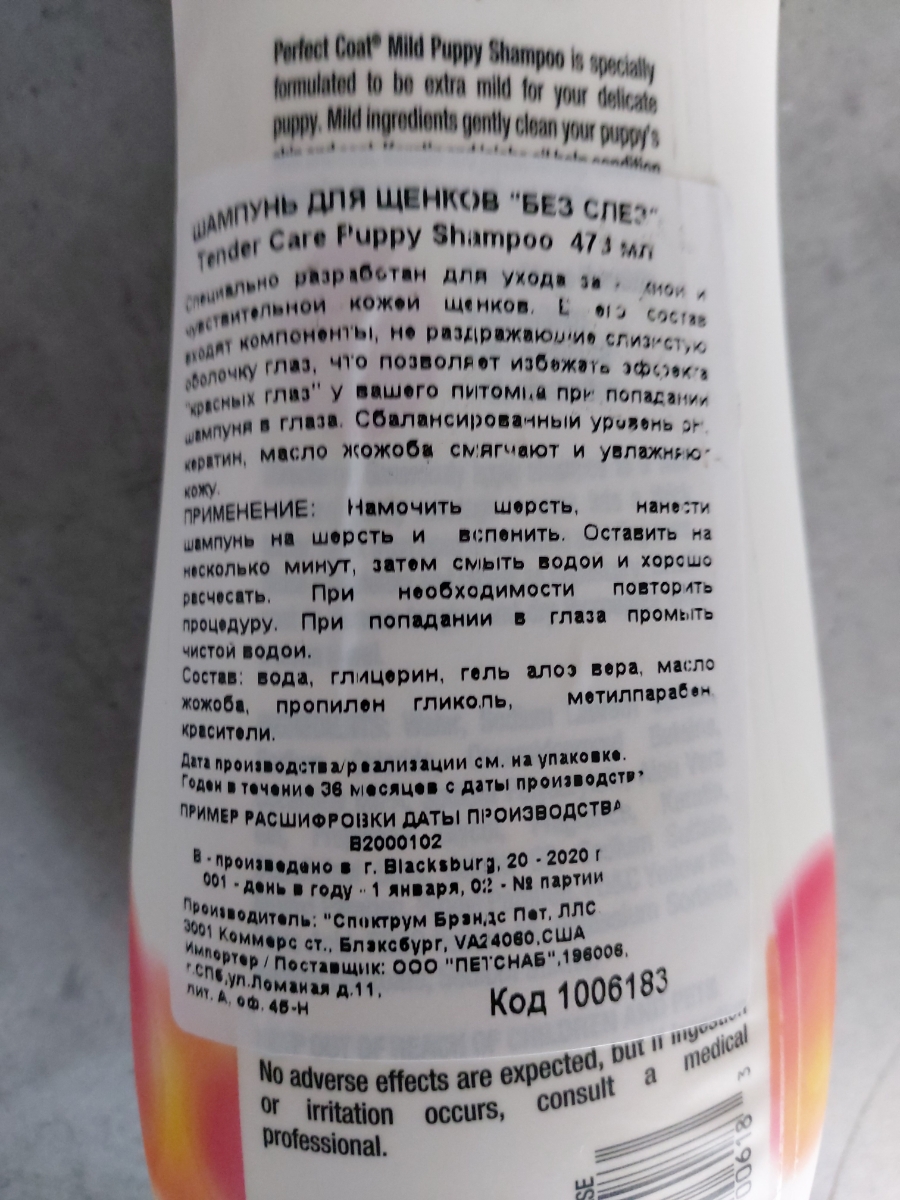 Perfect Coat® Mild Puppy Shampoo is specially
formulated to be extra mild for your delicate
puppy. Mild ingredients gently clean your puppy's
ШАМПУНЬ ДЛЯ ЩЕНКОВ "БЕЗ СЛЕЗ"
Tender Care Puppy Shampoo 473 мл
Специально разработан для ухода за и
чувствительной кожей щенков. В его состав
входят компоненты, не раздражающие слизистую
оболочку глаз, что позволяет избежать эффекта
"красных глаз" у вашего питомца при попадании
шампуня в глаза. Сбалансированный уровень
кератин, масло жожоба смягчают и увлажняют
кожу.
ПРИМЕНЕНИЕ: Намочить шерсть, нанести
шампунь на шерсть и вспенить. Оставить на
несколько минут, затем смыть водой и хорошо
расчесать. При необходимости повторить
процедуру. При попадании в глаза промыть
чистой водой.
Состав: вода, глицерин, гель алоэ вера, масло
жожоба, пропилен гликоль, метилпарабен
красители.
Дата производства/реализации см. на упаковке.
Годен в течение 36 месяцев с даты производств
ПРИМЕР РАСШИФРОВКИ ДАТЫ ПРОИЗВОДСТВА
B2000102
B - произведено в г. Blacksburg, 20 - 2020 г
001 - день в году - 1 января, 02 - № партии
Производитель: "Спектрум Брэндс Пет, ЛЛС
3001 Коммерс ст., Блаксбург, VA24060,США
Импортер / Поставщик: ООО "ПЕТСНАБ",196006,
г.СПб,ул.Ломаная д.11,
лит. А, оф. 45-Н
Код 1006183
No adverse effects are expected, but if ingestion
or irritation occurs, consult a medical
professional.